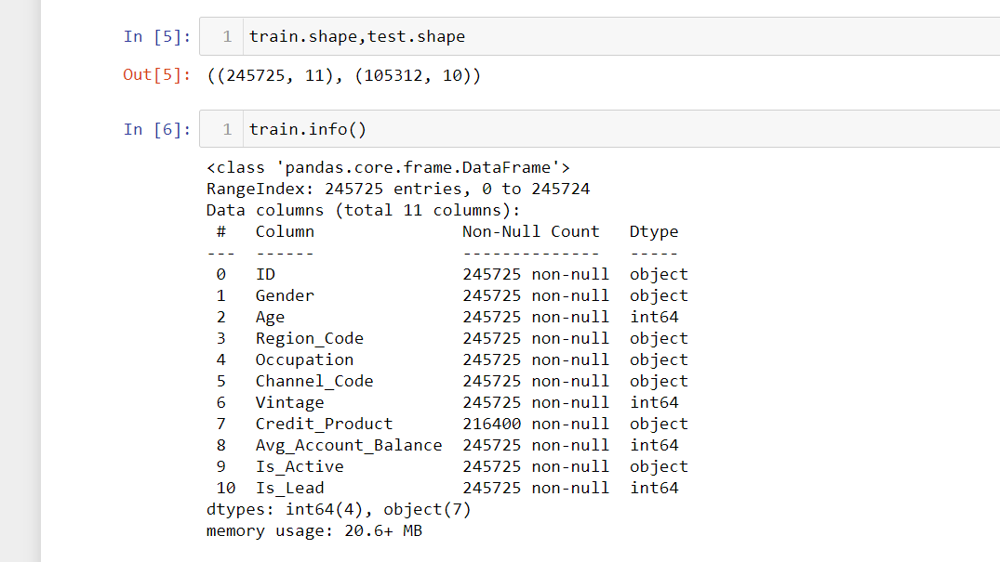 In [5]: 1 train.shape,test.shape
Out[5]: ((245725, 11), (105312, 10))
In [6]: 1 train.info()
<class 'pandas.core.frame.DataFrame'>
RangeIndex: 245725 entries, 0 to 245724
Data columns (total 11 columns):
 #   Column               Non-Null Count   Dtype
---  ------               --------------   -----
 0   ID                   245725 non-null  object
 1   Gender               245725 non-null  object
 2   Age                  245725 non-null  int64
 3   Region_Code          245725 non-null  object
 4   Occupation           245725 non-null  object
 5   Channel_Code         245725 non-null  object
 6   Vintage              245725 non-null  int64
 7   Credit_Product       216400 non-null  object
 8   Avg_Account_Balance  245725 non-null  int64
 9   Is_Active            245725 non-null  object
 10  Is_Lead              245725 non-null  int64
dtypes: int64(4), object(7)
memory usage: 20.6+ MB